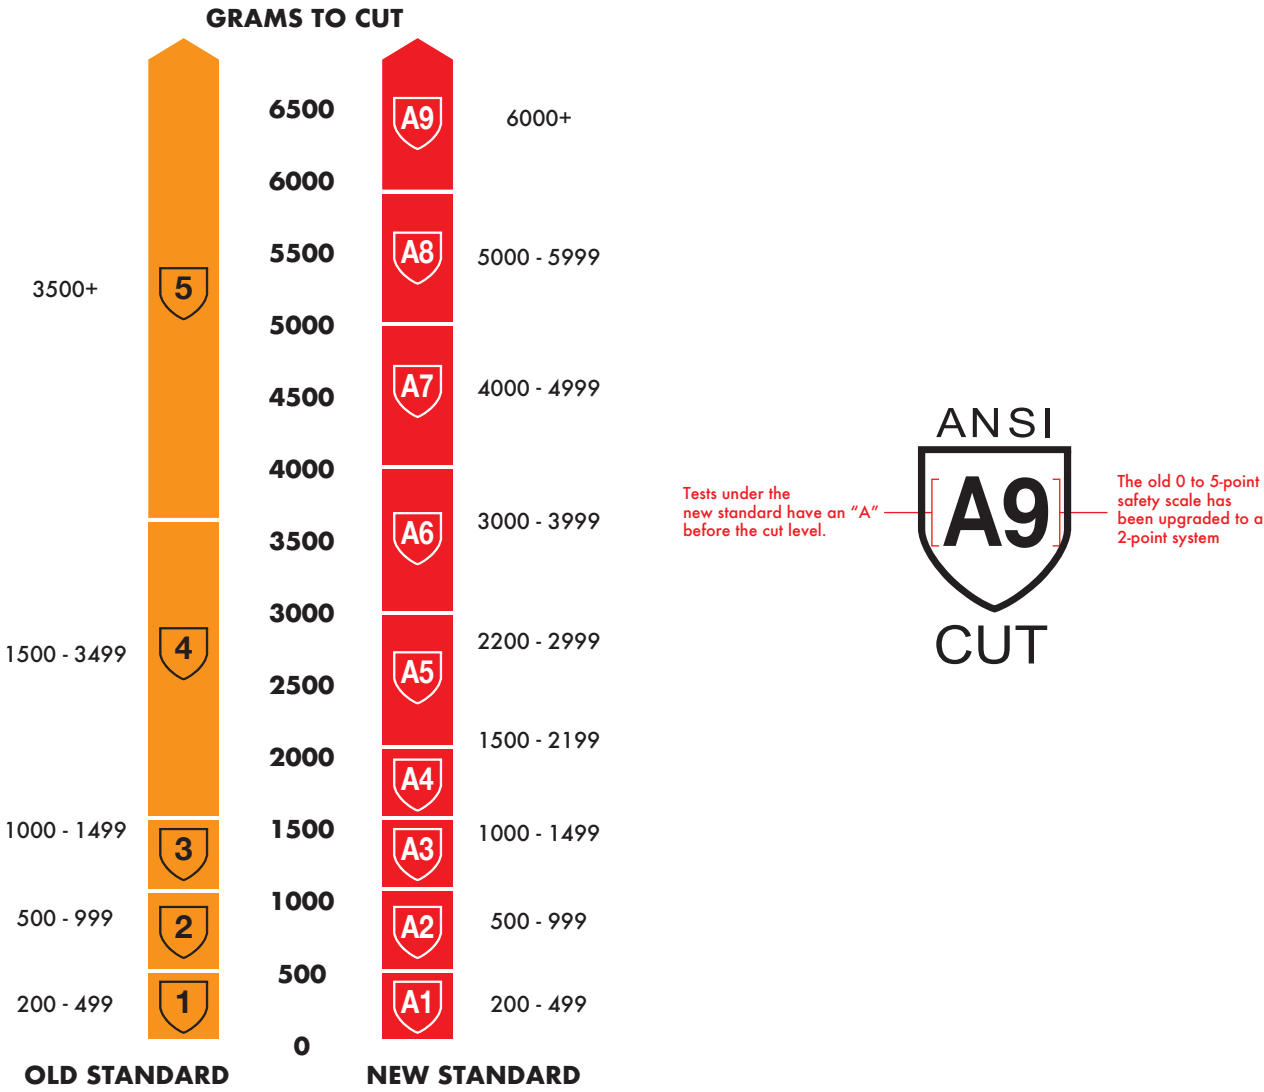 GRAMS TO CUT
6500
6000
5500
5000
4500
4000
3500
3000
2500
2000
1500
1000
500
0
3500+
1500 - 3499
1000 - 1499
500 - 999
200 - 499
5
4
3
2
1
OLD STANDARD
A9
A8
A7
A6
A5
A4
A3
A2
A1
6000+
5000 - 5999
4000 - 4999
3000 - 3999
2200 - 2999
1500 - 2199
1000 - 1499
500 - 999
200 - 499
NEW STANDARD
Tests under the
new standard have an “A”
before the cut level.
ANSI
A9
CUT
The old 0 to 5-point
safety scale has
been upgraded to a
2-point system